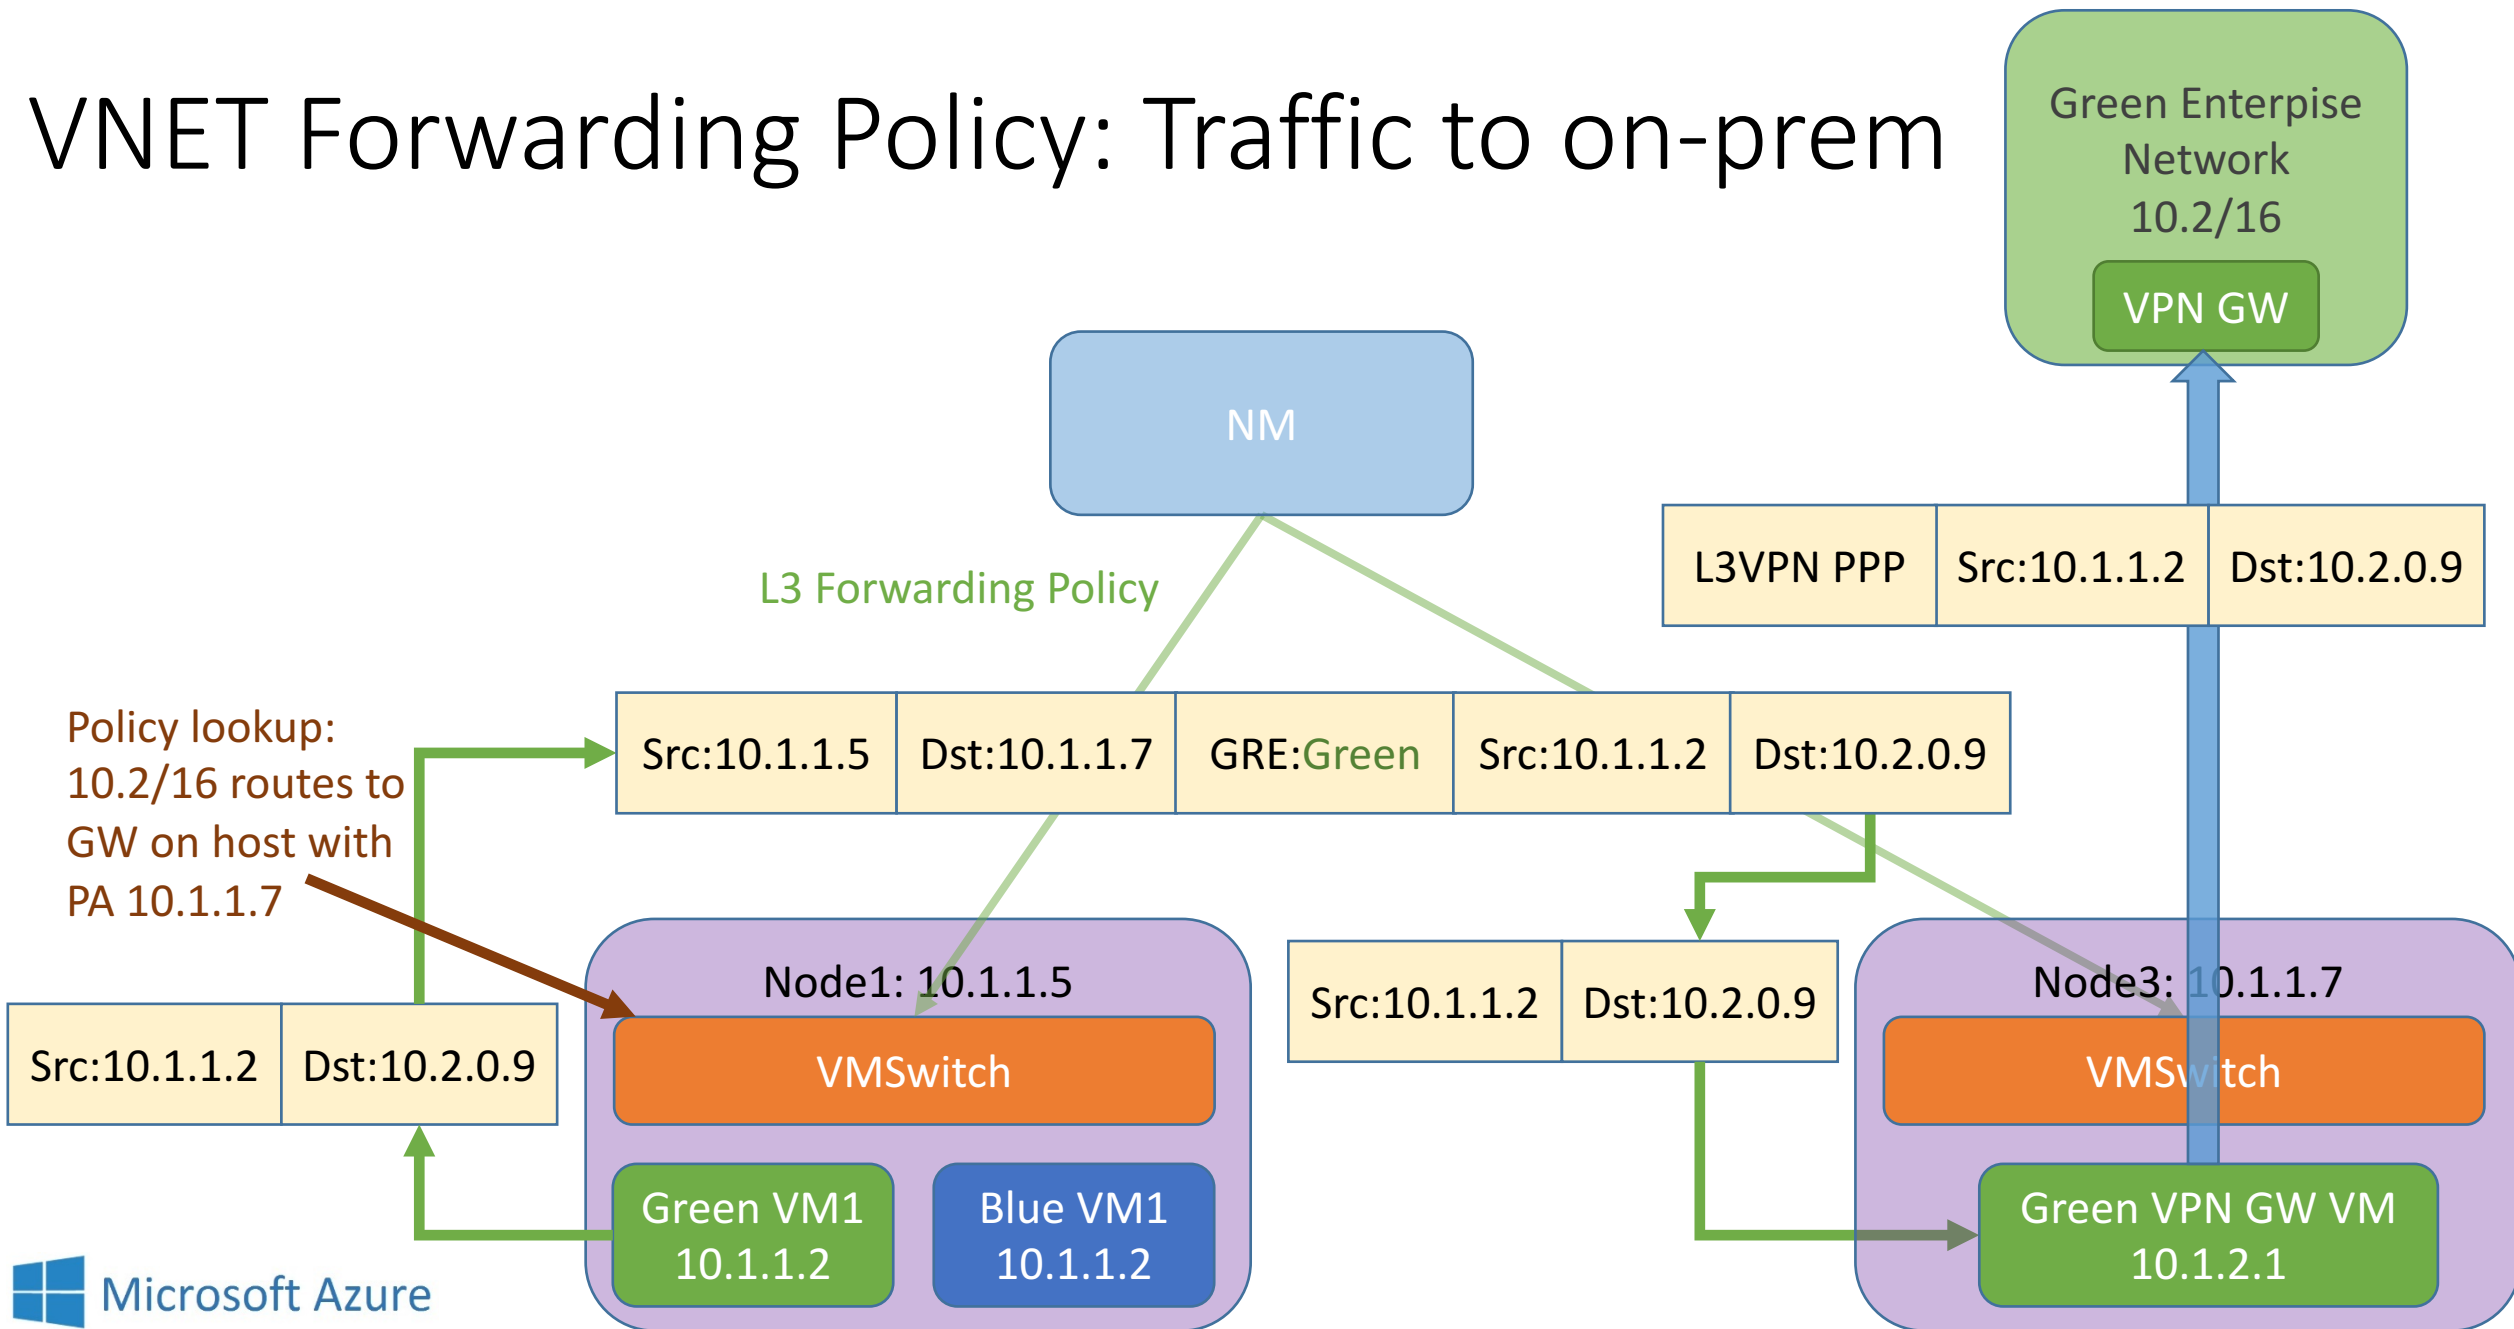 VNET Forwarding Policy: Traffic to on-prem
Green Enterpise
Network
10.2/16
VPN GW
NM
L3 Forwarding Policy
L3VPN PPP
Src:10.1.1.2
Dst:10.2.0.9
Policy lookup:
10.2/16 routes to
GW on host with
PA 10.1.1.7
Src:10.1.1.5
Dst:10.1.1.7
GRE:Green
Src:10.1.1.2
Dst:10.2.0.9
Src:10.1.1.2
Dst:10.2.0.9
Node1: 10.1.1.5
VMSwitch
Green VM1
10.1.1.2
Blue VM1
10.1.1.2
Src:10.1.1.2
Dst:10.2.0.9
Node3: 10.1.1.7
VMSwitch
Green VPN GW VM
10.1.2.1
Microsoft Azure